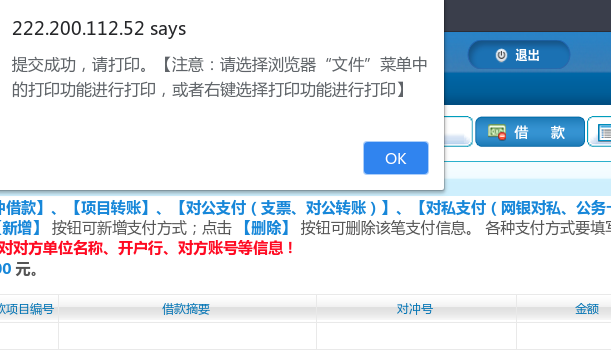 222.200.112.52 says
提交成功，请打印。【注意：请选择浏览器“文件”菜单中
的打印功能进行打印，或者右键选择打印功能进行打印】
OK
退出
借 款
冲借款】、【项目转账】、【对公支付（支票、对公转账）】、【对私支付（网银对私、公务卡
【新增】 按钮可新增支付方式；点击 【删除】 按钮可删除该笔支付信息。 各种支付方式要填写
对对方单位名称、开户行、对方账号等信息！
00 元。
款项目编号 借款摘要 对冲号 金额